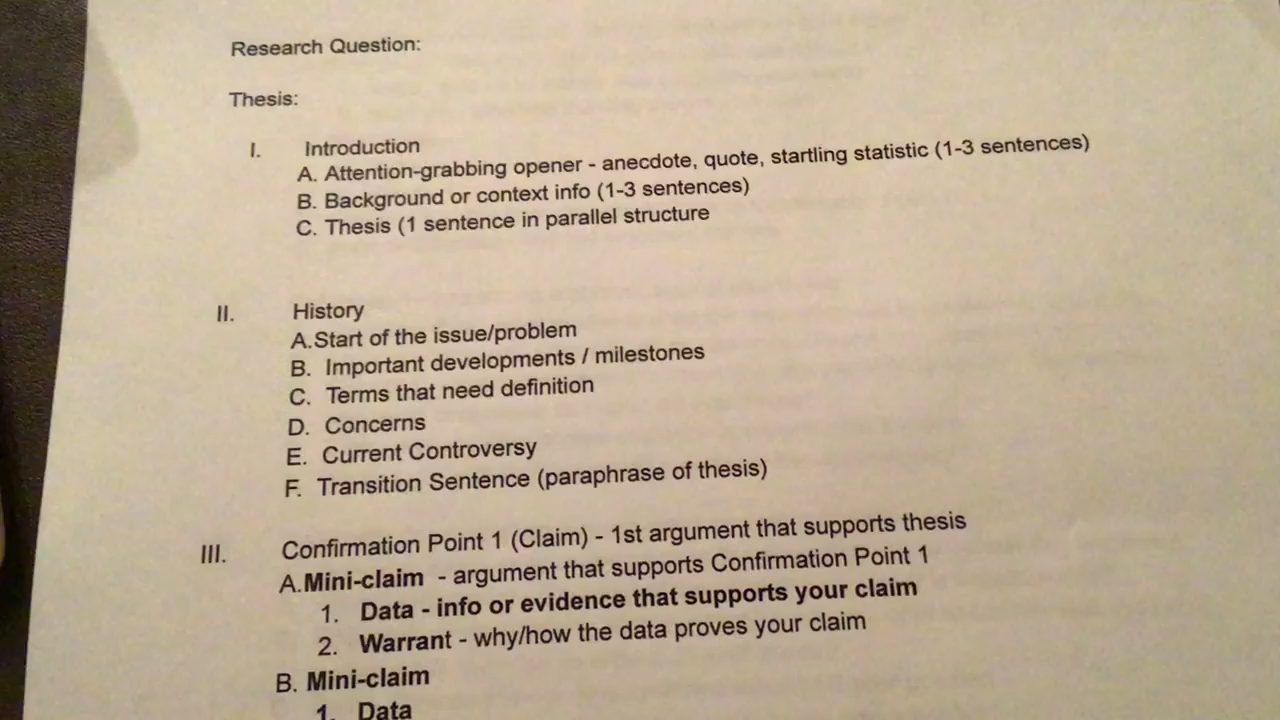 Research Question:
Thesis:
I. Introduction
A. Attention-grabbing opener - anecdote, quote, startling statistic (1-3 sentences)
B. Background or context info (1-3 sentences)
C. Thesis (1 sentence in parallel structure
II. History
A.Start of the issue/problem
B. Important developments / milestones
C. Terms that need definition
D. Concerns
E. Current Controversy
F. Transition Sentence (paraphrase of thesis)
III. Confirmation Point 1 (Claim) - 1st argument that supports thesis
A.Mini-claim - argument that supports Confirmation Point 1
1. Data - info or evidence that supports your claim
2. Warrant - why/how the data proves your claim
B. Mini-claim
1. Data